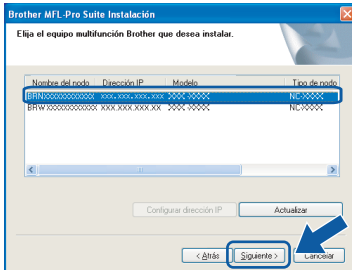 Brother MFL-Pro Suite Instalación
Elija el equipo multifunción Brother que desea instalar.
Nombre del nodo Dirección IP Modelo Tipo de nodo
BRNXXXXXXXXXXXX xxx.xxx.xxx.xxx XXX-XXXX NC-XXXX
BRWXXXXXXXXXXXX XXX.XXX.XXX.XX XXX-XXXX NC-XXXX
Configurar dirección IP Actualizar
< Atrás Siguiente > Cancelar